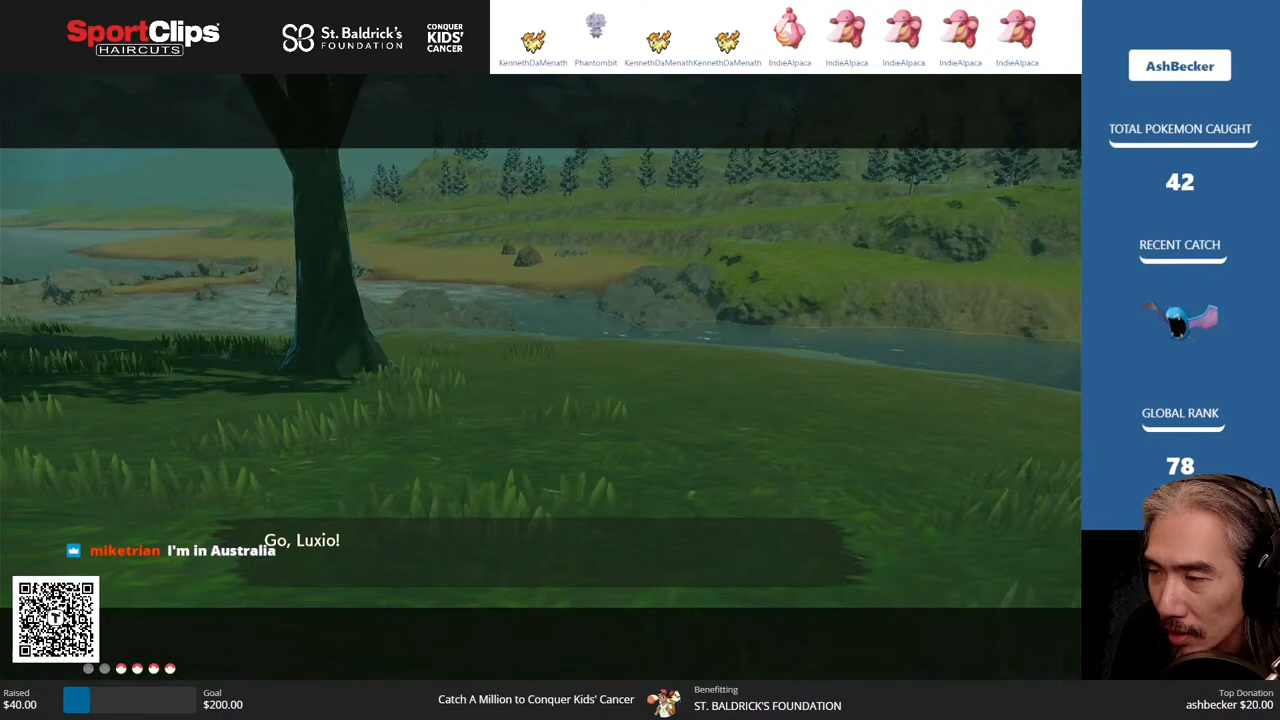 SportClips
HAIRCUTS
St. Baldrick's
FOUNDATION
CONQUER
KIDS'
CANCER
KennethDaMenath
Phantombit
KennethDaMenath
KennethDaMenath
IndieAlpaca
IndieAlpaca
IndieAlpaca
IndieAlpaca
IndieAlpaca
AshBecker
TOTAL POKEMON CAUGHT
42
RECENT CATCH
GLOBAL RANK
78
Go, Luxio!
miketrian I'm in Australia
Raised
$40.00
Goal
$200.00
Catch A Million to Conquer Kids' Cancer
Benefitting
ST. BALDRICK'S FOUNDATION
Top Donation
ashbecker $20.00